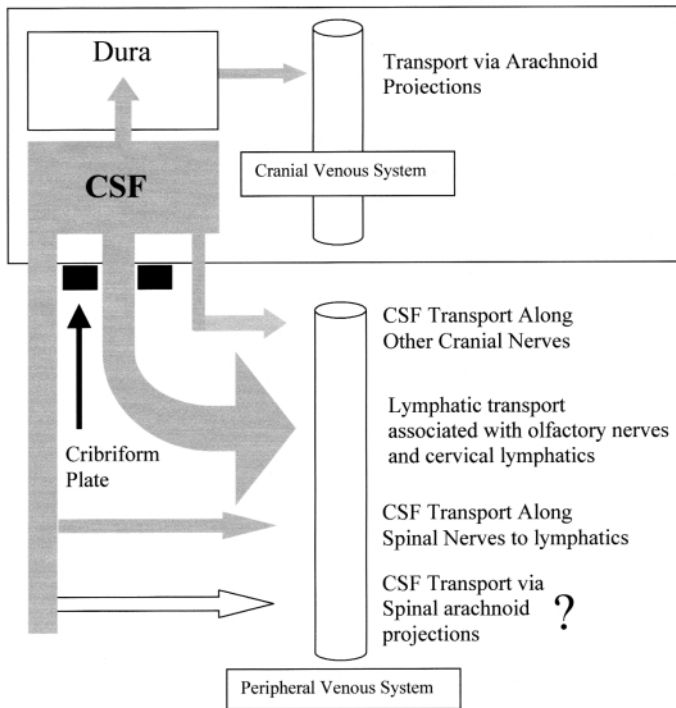 Dura
Transport via Arachnoid
Projections
CSF
Cranial Venous System
CSF Transport Along
Other Cranial Nerves
Lymphatic transport
associated with olfactory nerves
and cervical lymphatics
Cribriform
Plate
CSF Transport Along
Spinal Nerves to lymphatics
CSF Transport via
Spinal arachnoid
projections ?
Peripheral Venous System